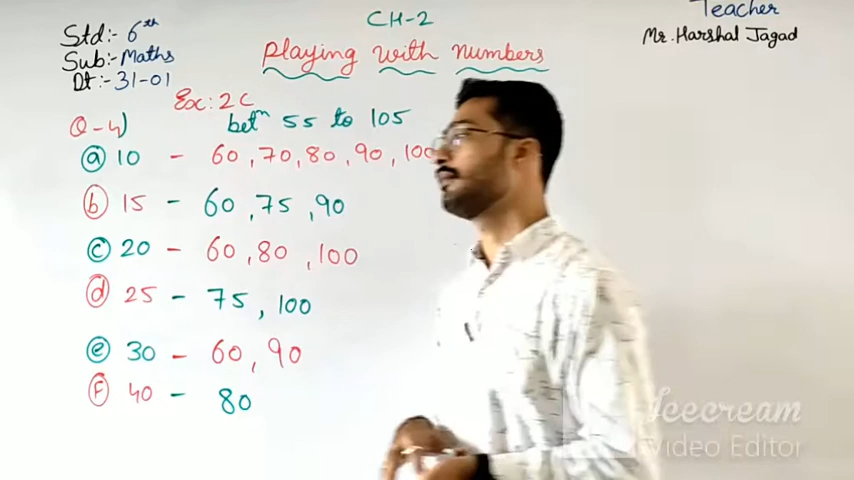 Std:- 6th
Sub:- Maths
Dt:- 31-01
CH-2
Playing with numbers
Teacher
Mr. Harshal Jagad
Ex: 2C
Q-4)
betn 55 to 105
(a) 10 - 60, 70, 80, 90, 100
(b) 15 - 60, 75, 90
(c) 20 - 60, 80, 100
(d) 25 - 75, 100
(e) 30 - 60, 90
(F) 40 - 80
Icecream
Video Editor